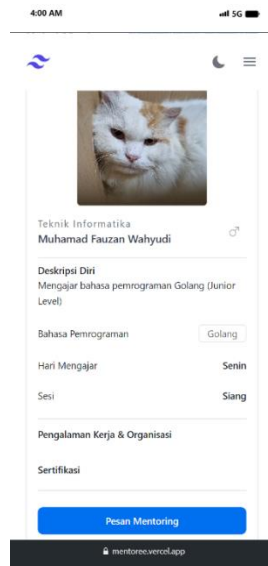 4:00 AM 5G
Teknik Informatika
Muhamad Fauzan Wahyudi
Deskripsi Diri
Mengajar bahasa pemrograman Golang (Junior
Level)
Bahasa Pemrograman Golang
Hari Mengajar Senin
Sesi Siang
Pengalaman Kerja & Organisasi
Sertifikasi
Pesan Mentoring
mentoree.vercel.app